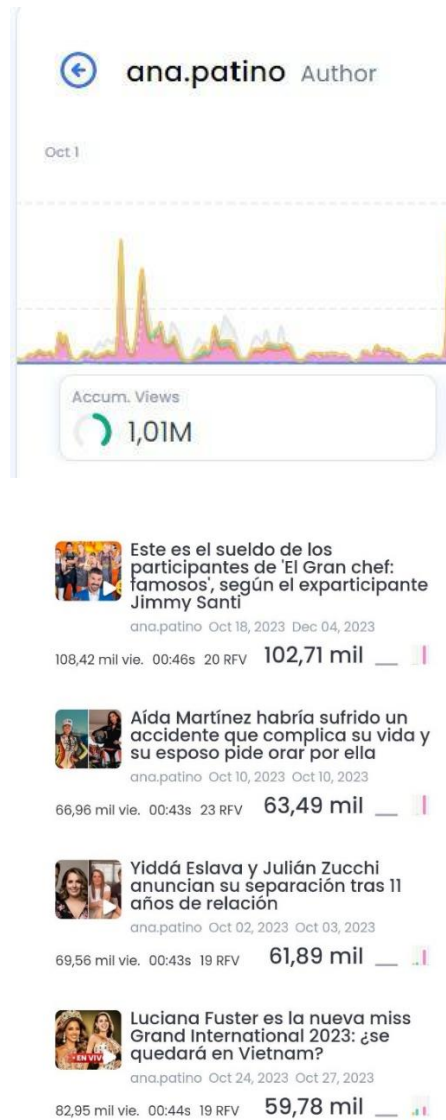 ana.patino Author
Oct 1
Accum. Views
1,01M
Este es el sueldo de los
participantes de 'El Gran chef:
famosos', según el exparticipante
Jimmy Santi
ana.patino Oct 18, 2023 Dec 04, 2023
108,42 mil vie. 00:46s 20 RFV 102,71 mil
Aída Martínez habría sufrido un
accidente que complica su vida y
su esposo pide orar por ella
ana.patino Oct 10, 2023 Oct 10, 2023
66,96 mil vie. 00:43s 23 RFV 63,49 mil
Yiddá Eslava y Julián Zucchi
anuncian su separación tras 11
años de relación
ana.patino Oct 02, 2023 Oct 03, 2023
69,56 mil vie. 00:43s 19 RFV 61,89 mil
Luciana Fuster es la nueva miss
Grand International 2023: ¿se
quedará en Vietnam?
EN VIVO
ana.patino Oct 24, 2023 Oct 27, 2023
82,95 mil vie. 00:44s 19 RFV 59,78 mil